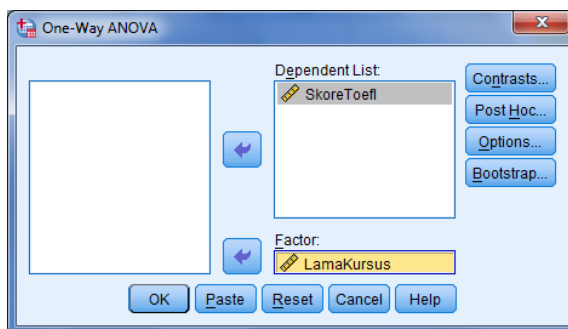 One-Way ANOVA
Dependent List:
SkoreToefl
Contrasts...
Post Hoc...
Options...
Bootstrap...
Factor:
LamaKursus
OK Paste Reset Cancel Help